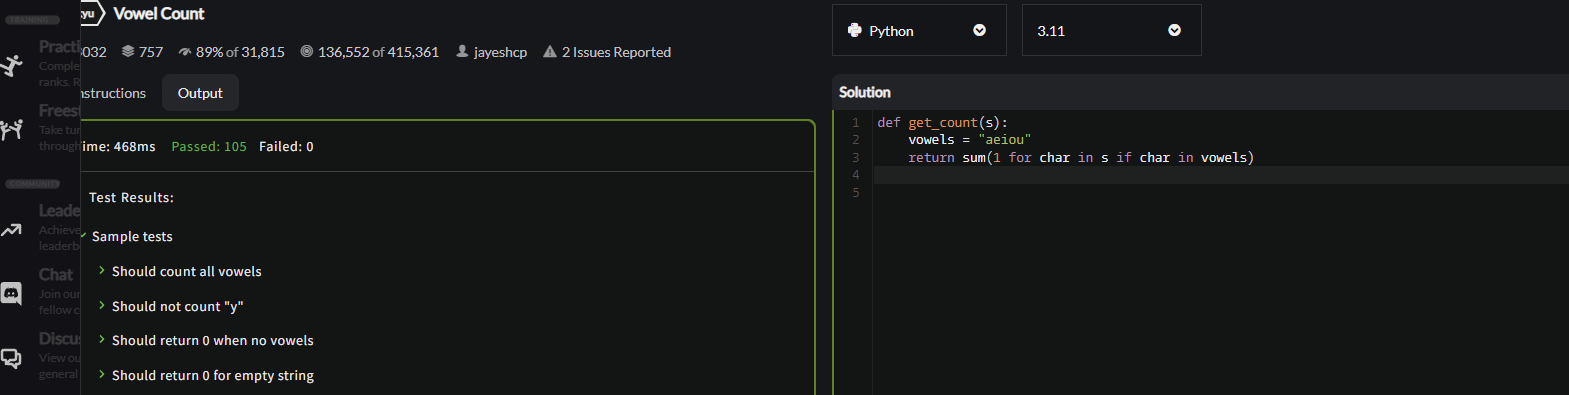 TRAINING
Practi
Comple
ranks. R
Freest
Take tur
through
COMMUNITY
Leade
Achieve
leaderbo
Chat
Join our
fellow c
Discus
View ou
general
kyu Vowel Count
032 757 89% of 31,815 136,552 of 415,361 jayeshcp 2 Issues Reported
nstructions Output
ime: 468ms Passed: 105 Failed: 0
Test Results:
Sample tests
Should count all vowels
Should not count "y"
Should return 0 when no vowels
Should return 0 for empty string
Python 3.11
Solution
1 def get_count(s):
2 vowels = "aeiou"
3 return sum(1 for char in s if char in vowels)
4
5